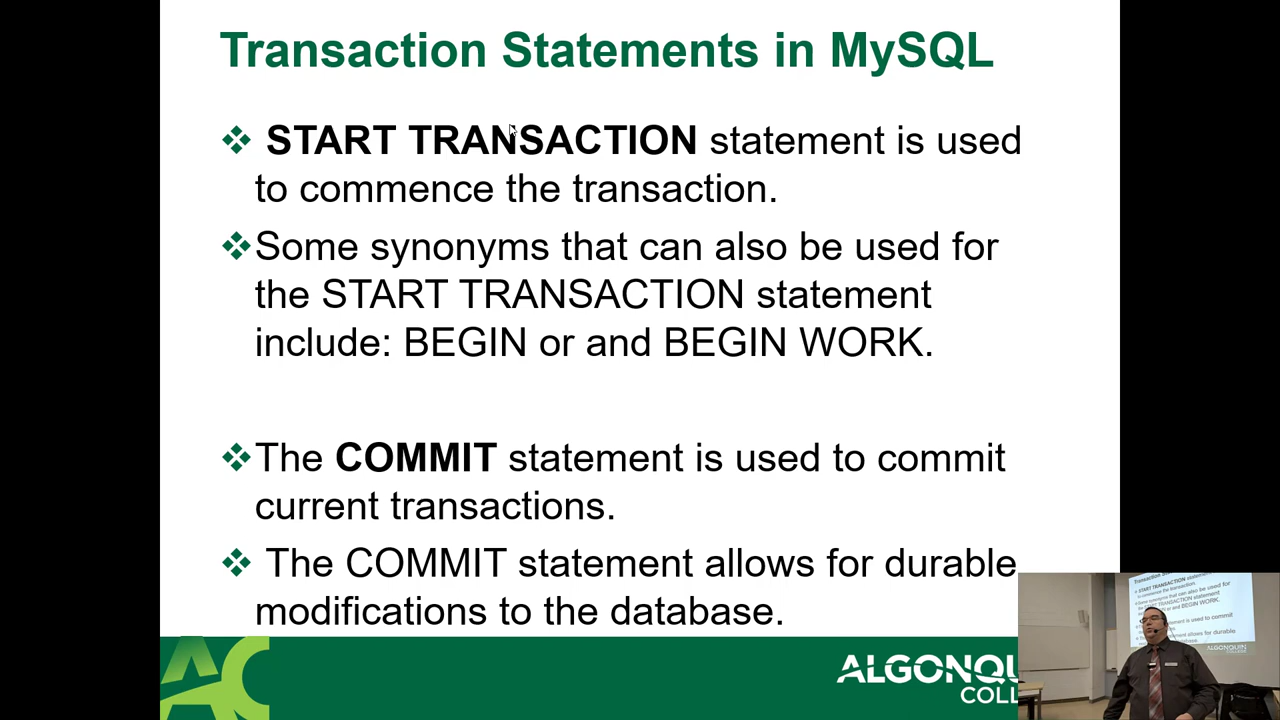 Transaction Statements in MySQL
START TRANSACTION statement is used
to commence the transaction.
Some synonyms that can also be used for
the START TRANSACTION statement
include: BEGIN or and BEGIN WORK.
The COMMIT statement is used to commit
current transactions.
The COMMIT statement allows for durable
modifications to the database.
AC
ALGONQU
COLL